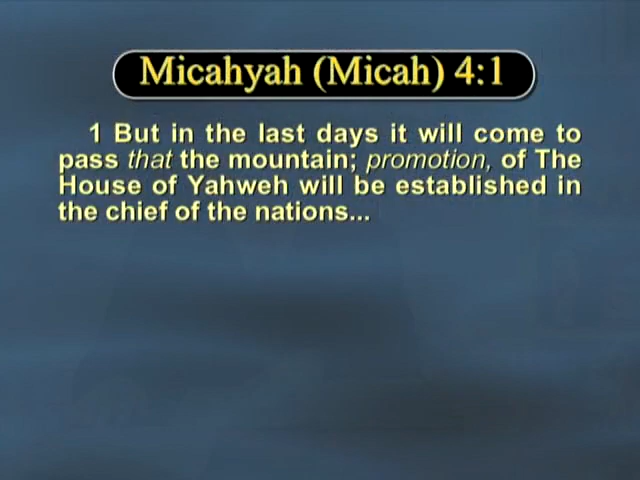 Micahyah (Micah) 4:1
1 But in the last days it will come to
pass that the mountain; promotion, of The
House of Yahweh will be established in
the chief of the nations...